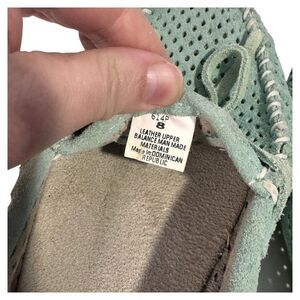 614P
8
LEATHER UPPER
BALANCE MAN MADE
MATERIALS
Made in DOMINICAN
REPUBLIC